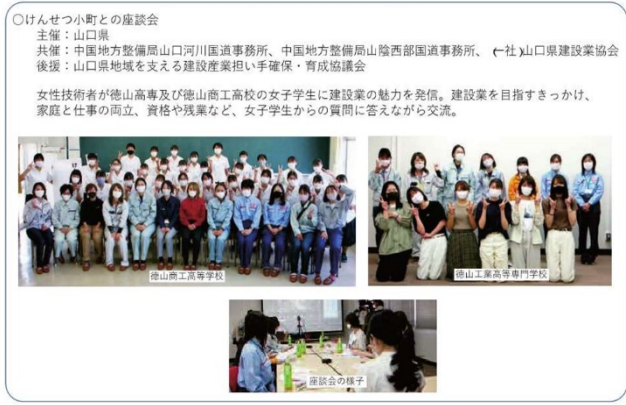 ○けんせつ小町との座談会
主催：山口県
共催：中国地方整備局山口河川国道事務所、中国地方整備局山陰西部国道事務所、(一社)山口県建設業協会
後援：山口県地域を支える建設産業担い手確保・育成協議会
女性技術者が徳山高専及び徳山商工高校の女子学生に建設業の魅力を発信。建設業を目指すきっかけ、
家庭と仕事の両立、資格や残業など、女子学生からの質問に答えながら交流。
徳山商工高等学校
徳山工業高等専門学校
座談会の様子